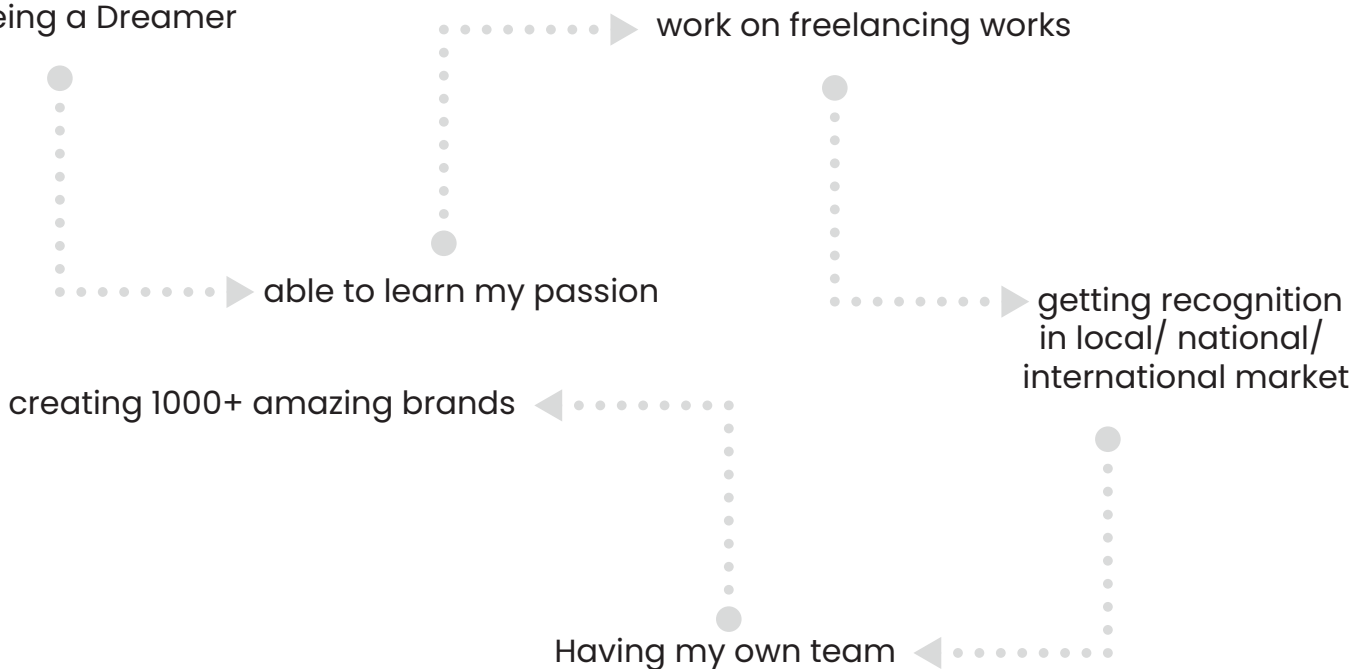 eing a Dreamer
work on freelancing works
able to learn my passion
getting recognition
in local/ national/
international market
creating 1000+ amazing brands
Having my own team